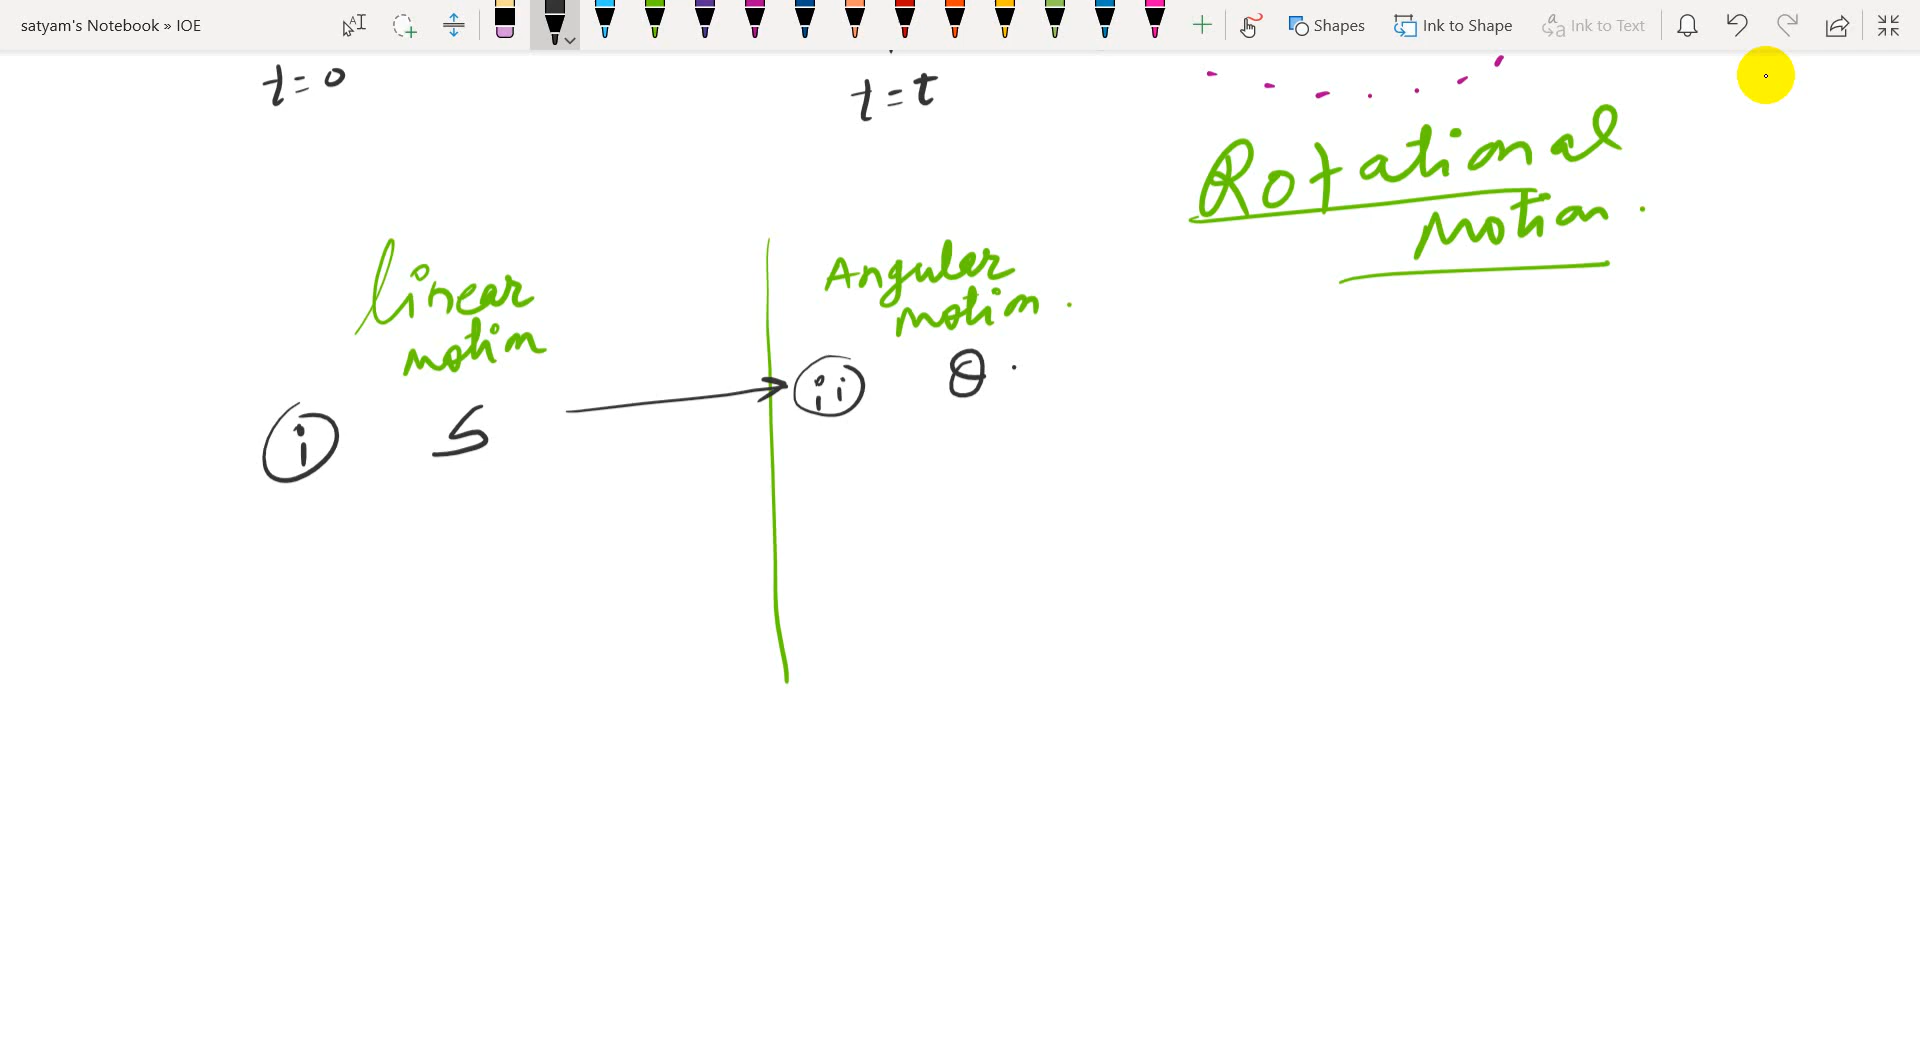 satyam's Notebook » IOE
Shapes
Ink to Shape
Ink to Text
t = 0
t = t
Rotational
motion.
linear
motion
Angular
motion.
i
S
ii
θ.